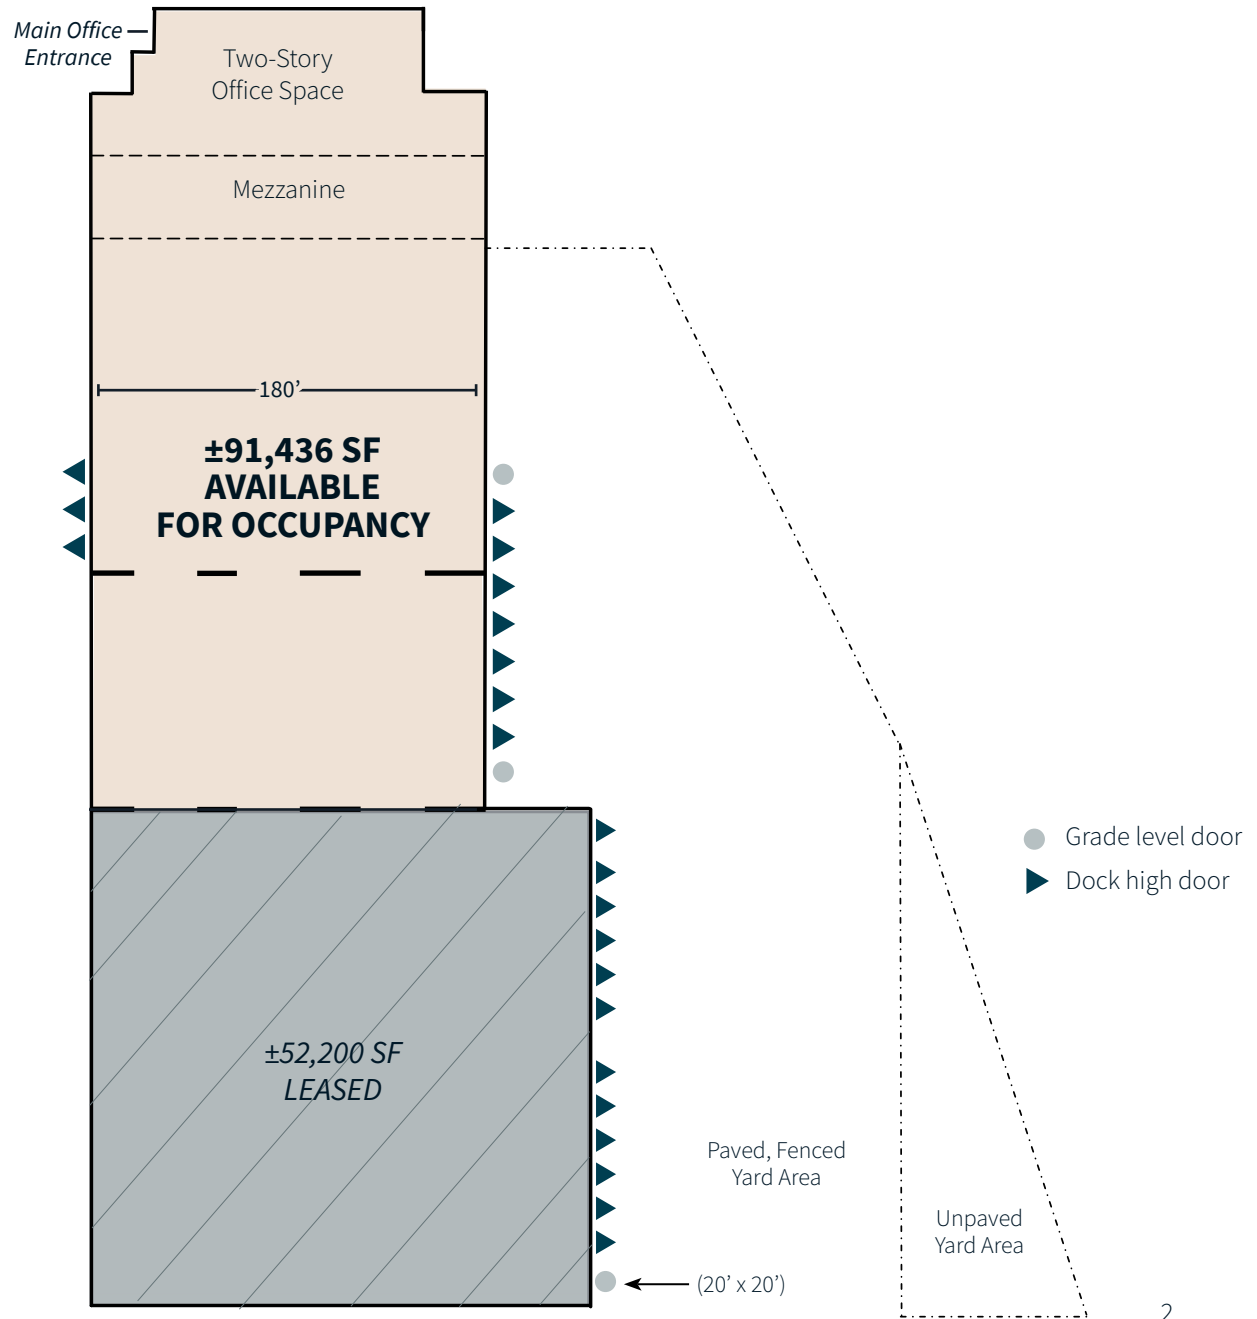 Main Office
Entrance
Two-Story
Office Space
Mezzanine
180’
±91,436 SF
AVAILABLE
FOR OCCUPANCY
Grade level door
Dock high door
±52,200 SF
LEASED
Paved, Fenced
Yard Area
Unpaved
Yard Area
(20’ x 20’)
2